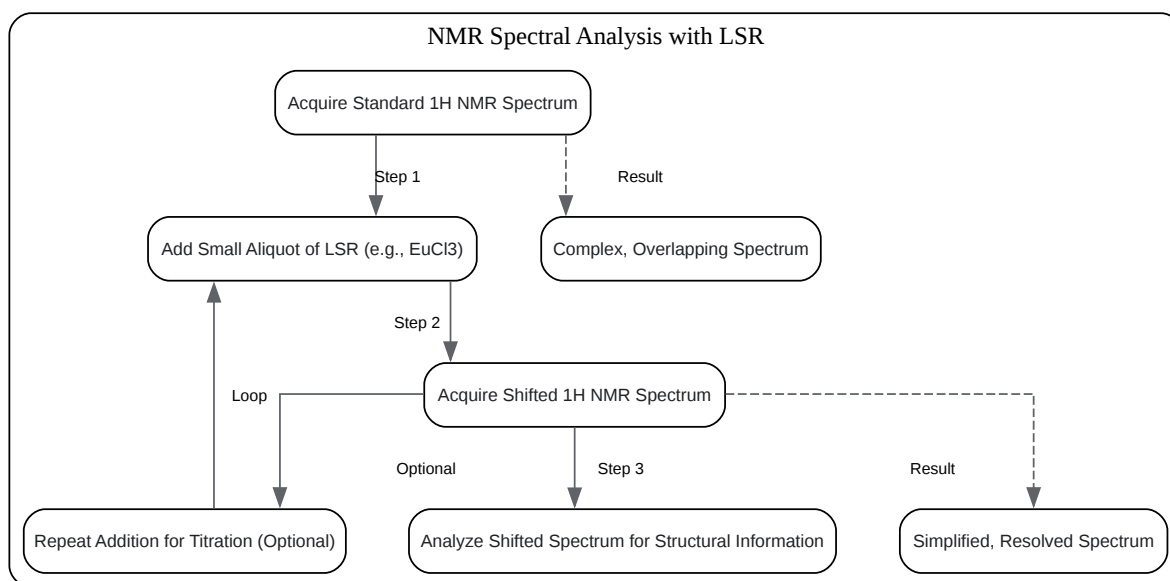 NMR Spectral Analysis with LSR
Acquire Standard 1H NMR Spectrum
Step 1
Result
Add Small Aliquot of LSR (e.g., EuCl3)
Complex, Overlapping Spectrum
Step 2
Acquire Shifted 1H NMR Spectrum
Loop
Optional
Step 3
Result
Repeat Addition for Titration (Optional)
Analyze Shifted Spectrum for Structural Information
Simplified, Resolved Spectrum